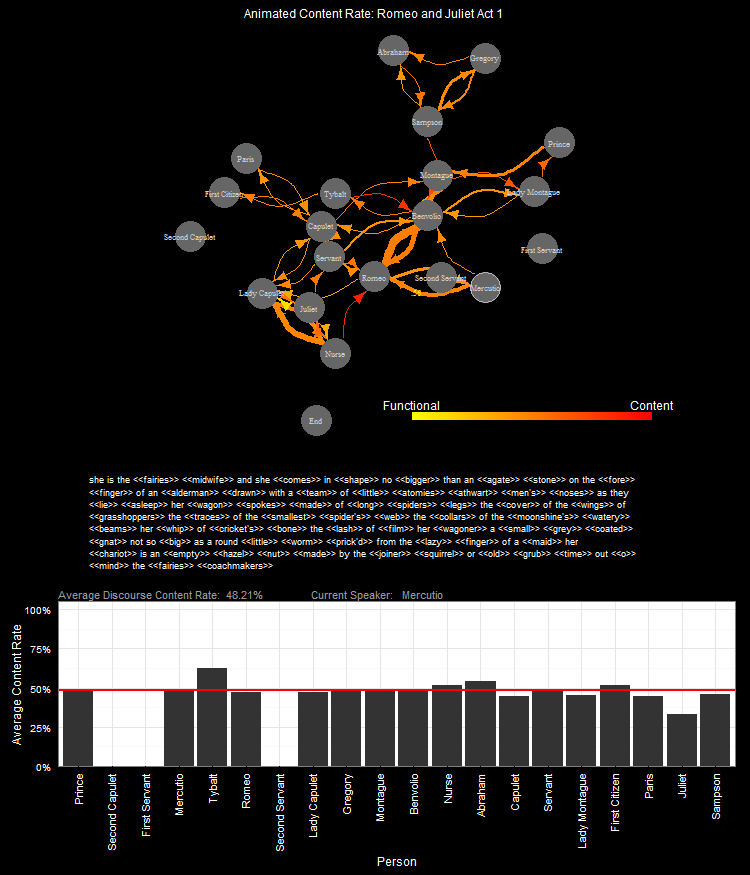 Animated Content Rate: Romeo and Juliet Act 1
Abraham
Gregory
Sampson
Prince
Paris
Montague
First Citizen
Tybalt
Lady Montague
Benvolio
Capulet
Second Capulet
First Servant
Servant
Romeo
Second Servant
Mercutio
Lady Capulet
Juliet
Nurse
Functional Content
End
she is the <<fairies>> <<midwife>> and she <<comes>> in <<shape>> no <<bigger>> than an <<agate>> <<stone>> on the <<fore>>
<<finger>> of an <<alderman>> <<drawn>> with a <<team>> of <<little>> <<atomies>> <<athwart>> <<men's>> <<noses>> as they
<<lie>> <<asleep>> her <<wagon>> <<spokes>> <<made>> of <<long>> <<spiders>> <<legs>> the <<cover>> of the <<wings>> of
<<grasshoppers>> the <<traces>> of the <<smallest>> <<spider's>> <<web>> the <<collars>> of the <<moonshine's>> <<watery>>
<<beams>> her <<whip>> of <<cricket's>> <<bone>> the <<lash>> of <<film>> her <<wagoner>> a <<small>> <<grey>> <<coated>>
<<gnat>> not so <<big>> as a round <<little>> <<worm>> <<prick'd>> from the <<lazy>> <<finger>> of a <<maid>> her
<<chariot>> is an <<empty>> <<hazel>> <<nut>> <<made>> by the <<joiner>> <<squirrel>> or <<old>> <<grub>> <<time>> out <<o>>
<<mind>> the <<fairies>> <<coachmakers>>
Average Discourse Content Rate: 48.21% Current Speaker: Mercutio
Average Content Rate
100%
75%
50%
25%
0%
Prince
Second Capulet
First Servant
Mercutio
Tybalt
Romeo
Second Servant
Lady Capulet
Gregory
Montague
Benvolio
Nurse
Abraham
Capulet
Servant
Lady Montague
First Citizen
Paris
Juliet
Sampson
Person